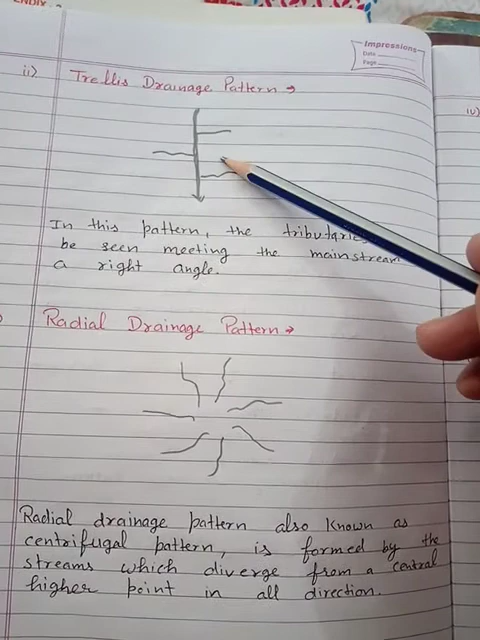 Impressions
Date
Page
ii) Trellis Drainage Pattern →
iv)
In this pattern, the tributaries
be seen meeting the mainstream
a right angle.
Radial Drainage Pattern →
Radial drainage pattern also known as
centrifugal pattern, is formed by the
streams which diverge from a central
higher point in all direction.